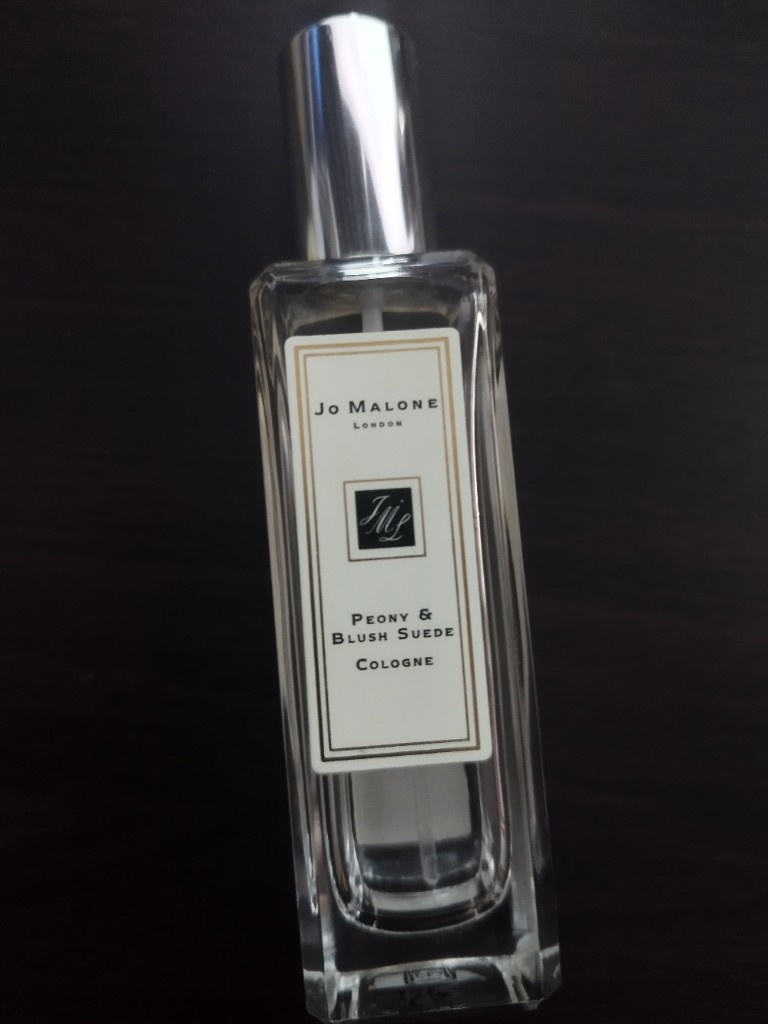 Jo Malone
London
JML
Peony &
Blush Suede
Cologne